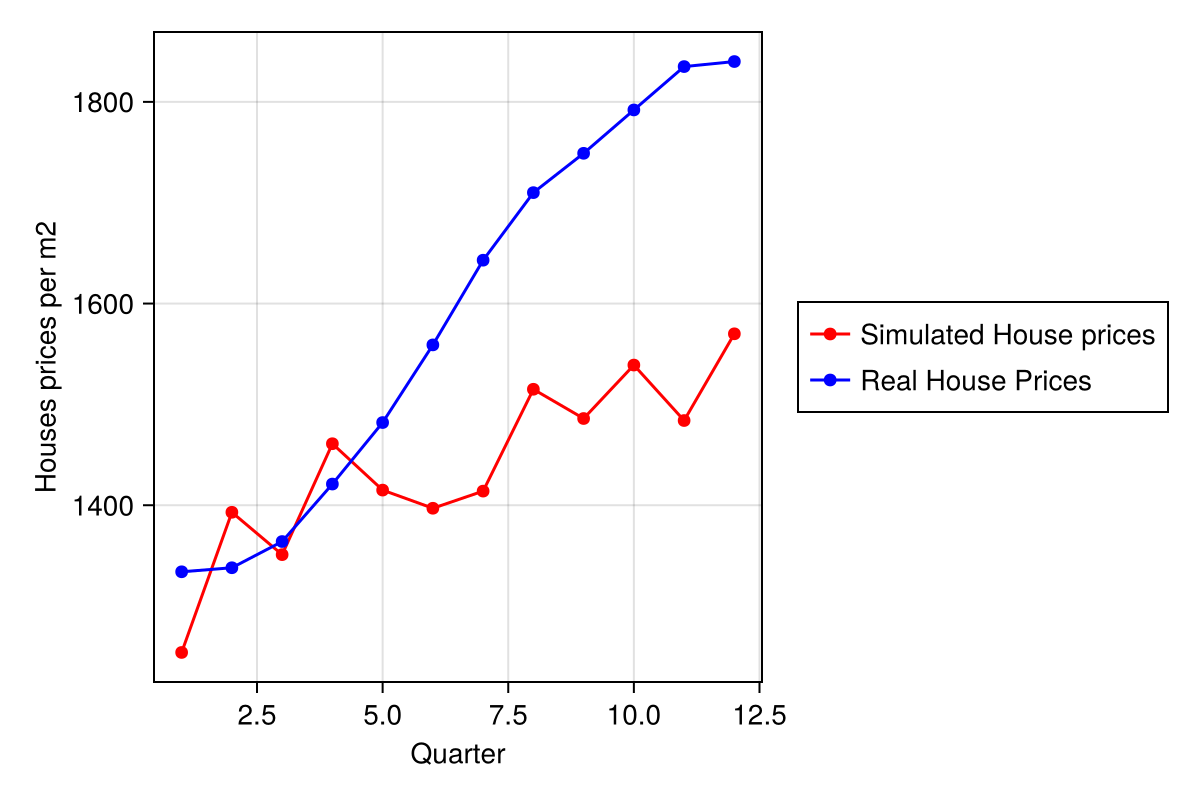 1800
1600
1400
Houses prices per m2
2.5 5.0 7.5 10.0 12.5
Quarter
Simulated House prices
Real House Prices